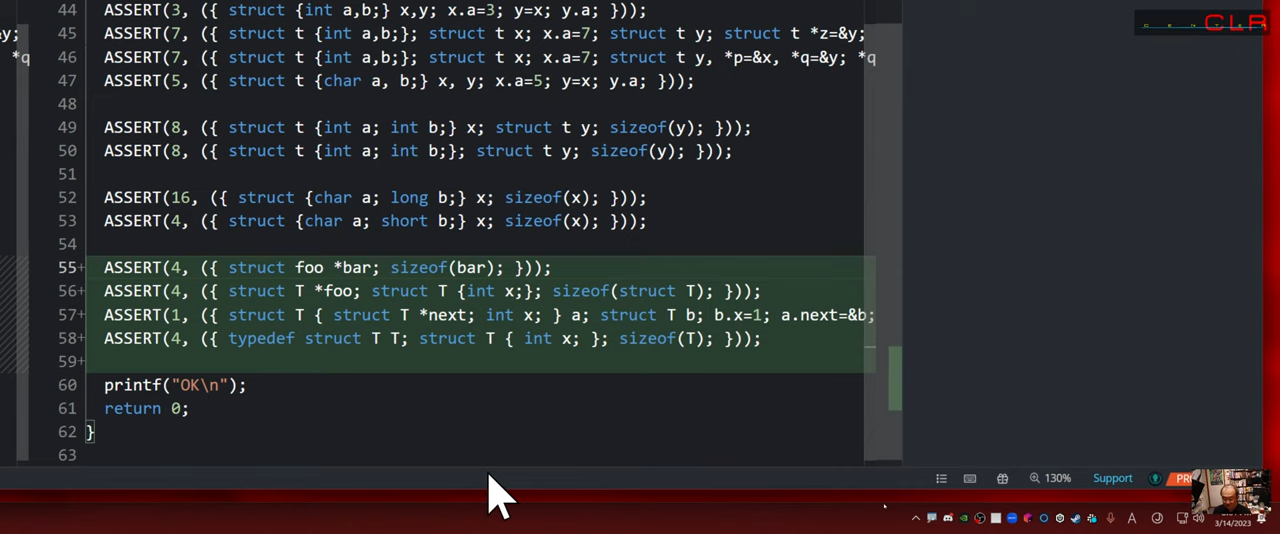 44 ASSERT(3, ({ struct {int a,b;} x,y; x.a=3; y=x; y.a; }));
45 ASSERT(7, ({ struct t {int a,b;}; struct t x; x.a=7; struct t y; struct t *z=&y;
46 ASSERT(7, ({ struct t {int a,b;}; struct t x; x.a=7; struct t y, *p=&x, *q=&y; *q
47 ASSERT(5, ({ struct t {char a, b;} x, y; x.a=5; y=x; y.a; }));
48
49 ASSERT(8, ({ struct t {int a; int b;} x; struct t y; sizeof(y); }));
50 ASSERT(8, ({ struct t {int a; int b;}; struct t y; sizeof(y); }));
51
52 ASSERT(16, ({ struct {char a; long b;} x; sizeof(x); }));
53 ASSERT(4, ({ struct {char a; short b;} x; sizeof(x); }));
54
55+ ASSERT(4, ({ struct foo *bar; sizeof(bar); }));
56+ ASSERT(4, ({ struct T *foo; struct T {int x;}; sizeof(struct T); }));
57+ ASSERT(1, ({ struct T { struct T *next; int x; } a; struct T b; b.x=1; a.next=&b;
58+ ASSERT(4, ({ typedef struct T T; struct T { int x; }; sizeof(T); }));
59+
60 printf("OK\n");
61 return 0;
62 }
63
y;
*q
CLR
130% Support
3/14/2023